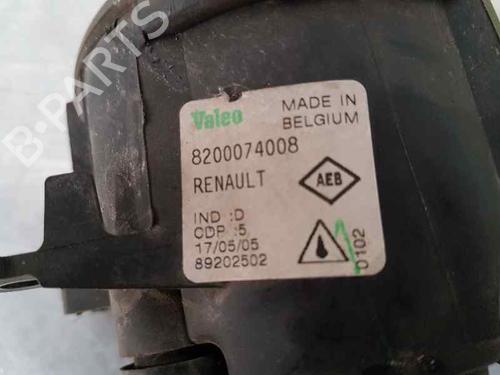 B-PARTS
Valeo
MADE IN
BELGIUM
8200074008
RENAULT
AEB
IND :D
CDP :5
17/05/05
89202502
0102